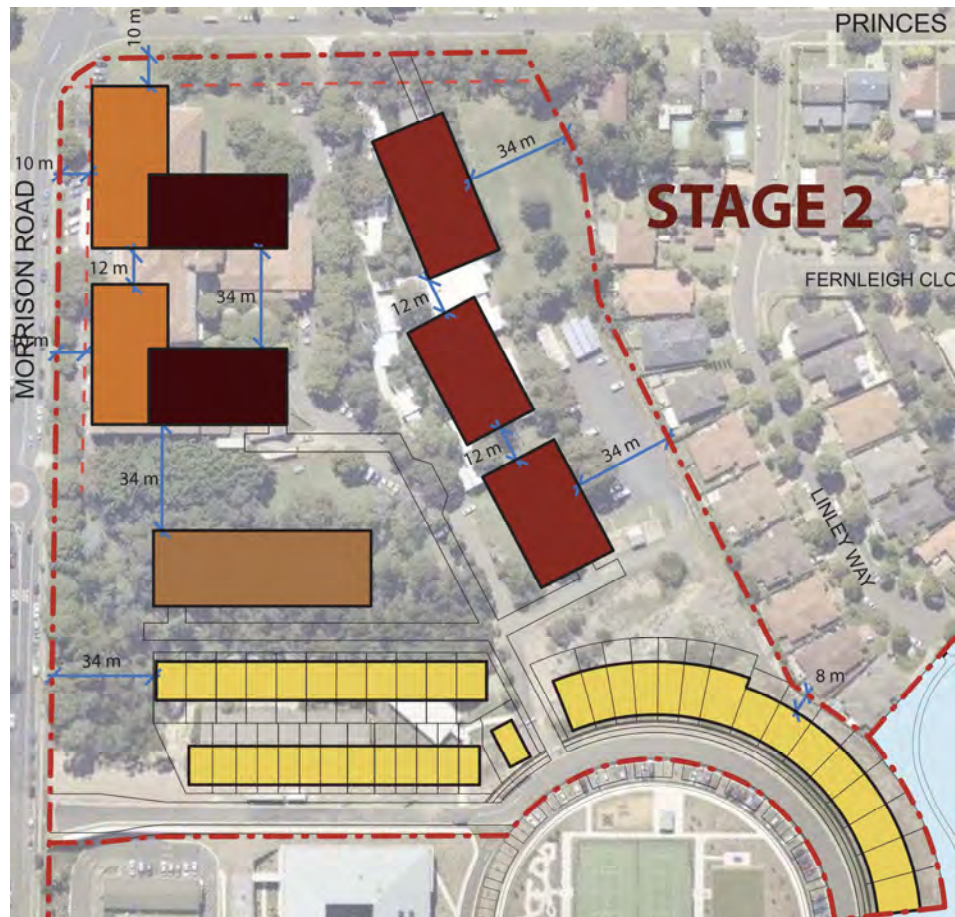 PRINCES
10 m
34 m
10 m
STAGE 2
MORRISON ROAD
12 m
34 m
12 m
FERNLEIGH CLO
12 m
34 m
34 m
LINLEY WAY
34 m
8 m